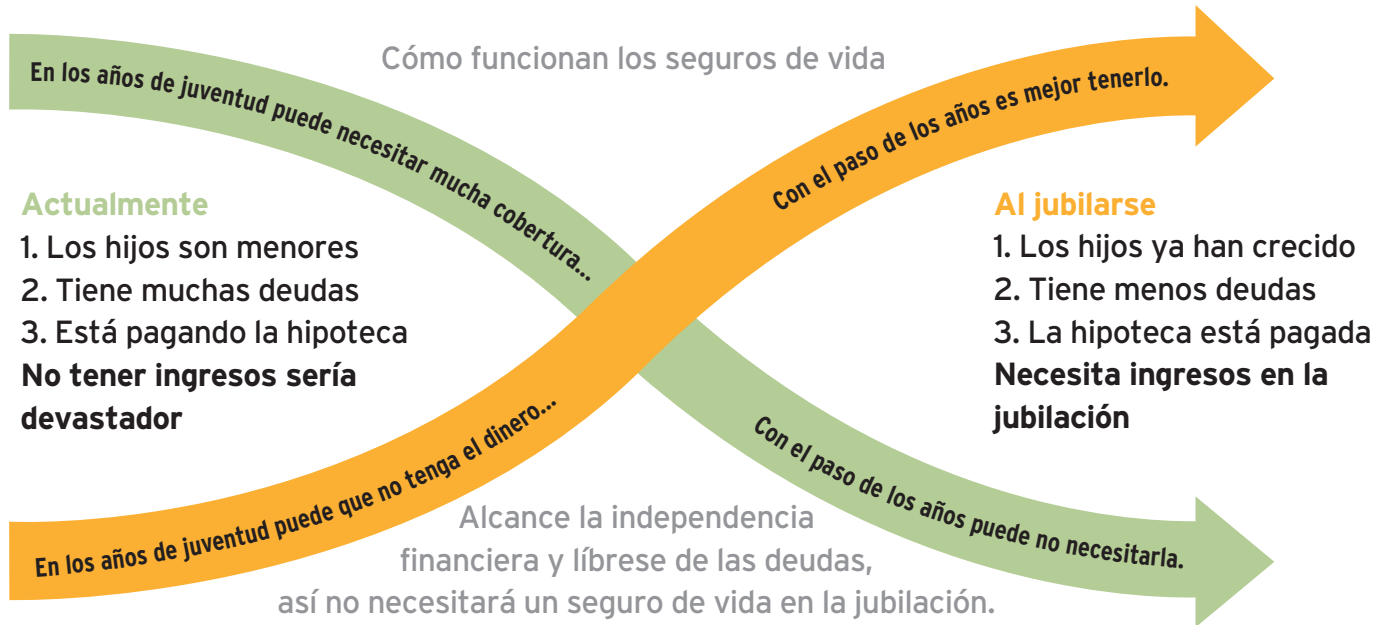 Cómo funcionan los seguros de vida
En los años de juventud puede necesitar mucha cobertura...
Con el paso de los años es mejor tenerlo.
Actualmente
1. Los hijos son menores
2. Tiene muchas deudas
3. Está pagando la hipoteca
No tener ingresos sería
devastador
Al jubilarse
1. Los hijos ya han crecido
2. Tiene menos deudas
3. La hipoteca está pagada
Necesita ingresos en la
jubilación
En los años de juventud puede que no tenga el dinero...
Con el paso de los años puede no necesitarla.
Alcance la independencia
financiera y líbrese de las deudas,
así no necesitará un seguro de vida en la jubilación.